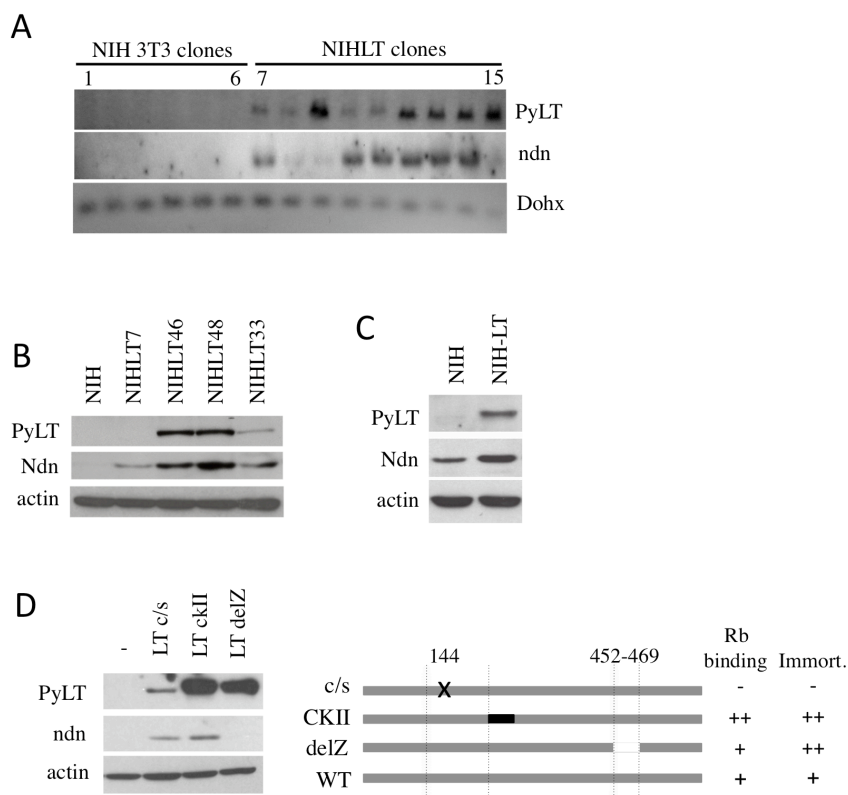 A
NIH 3T3 clones NIHLT clones
1 6 7 15
PyLT
ndn
Dohx
B
NIH NIHLT7 NIHLT46 NIHLT48 NIHLT33
PyLT
Ndn
actin
C
NIH NIH-LT
PyLT
Ndn
actin
D
- LT c/s LT ckII LT delZ
PyLT
ndn
actin
144 452-469 Rb binding Immort.
c/s X - -
CKII ++ ++
delZ + ++
WT + +